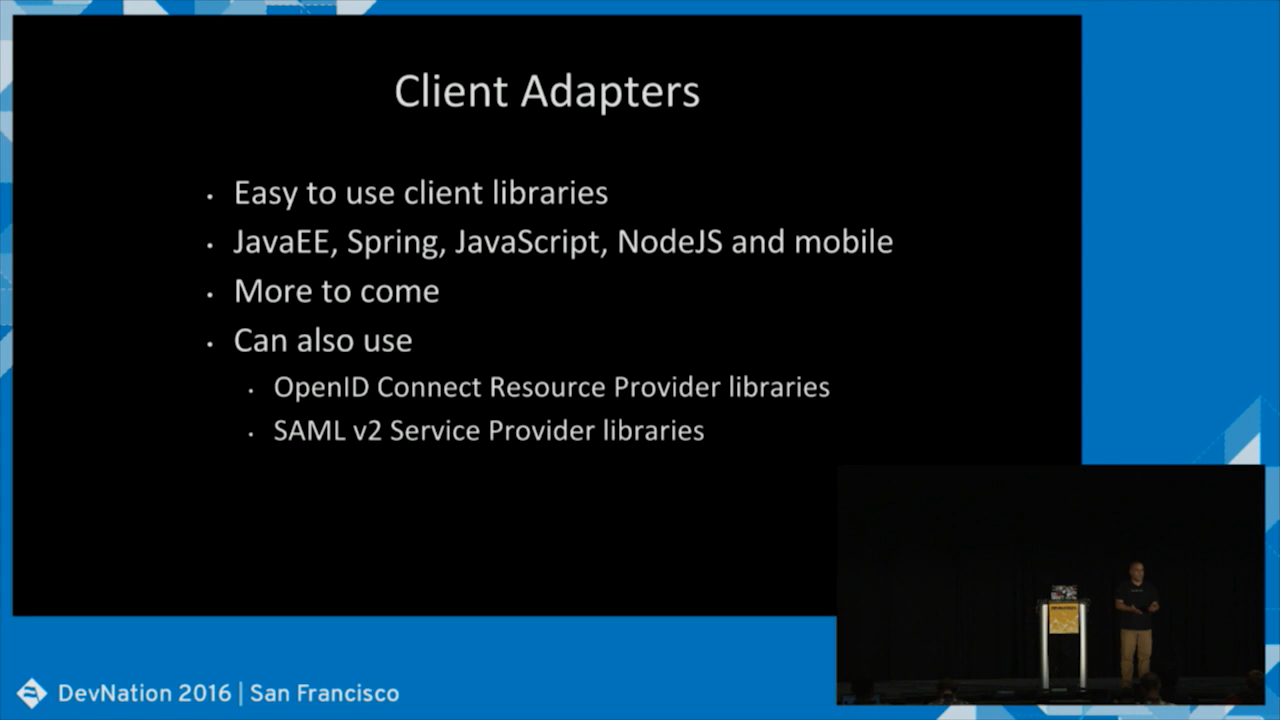 Client Adapters
• Easy to use client libraries
• JavaEE, Spring, JavaScript, NodeJS and mobile
• More to come
• Can also use
• OpenID Connect Resource Provider libraries
• SAML v2 Service Provider libraries
DevNation 2016 | San Francisco